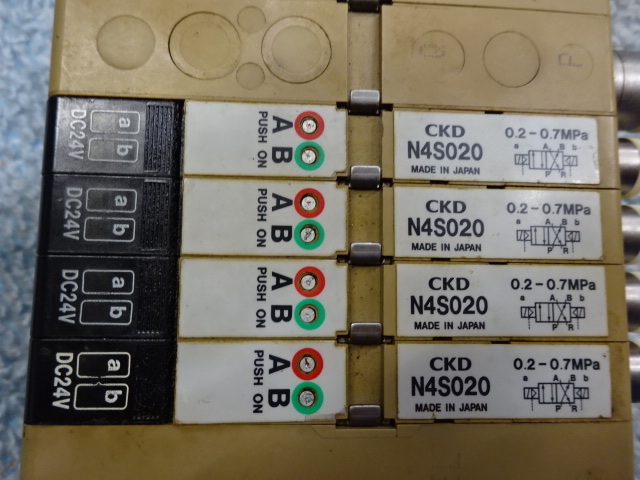 a b
DC24V
A B
PUSH ON
CKD
N4S020
MADE IN JAPAN
0.2-0.7MPa
a A B b
P R
a b
DC24V
A B
PUSH ON
CKD
N4S020
MADE IN JAPAN
0.2-0.7MPa
a A B b
P R
a b
DC24V
A B
PUSH ON
CKD
N4S020
MADE IN JAPAN
0.2-0.7MPa
a A B b
P R
a b
DC24V
A B
PUSH ON
CKD
N4S020
MADE IN JAPAN
0.2-0.7MPa
a A B b
P R